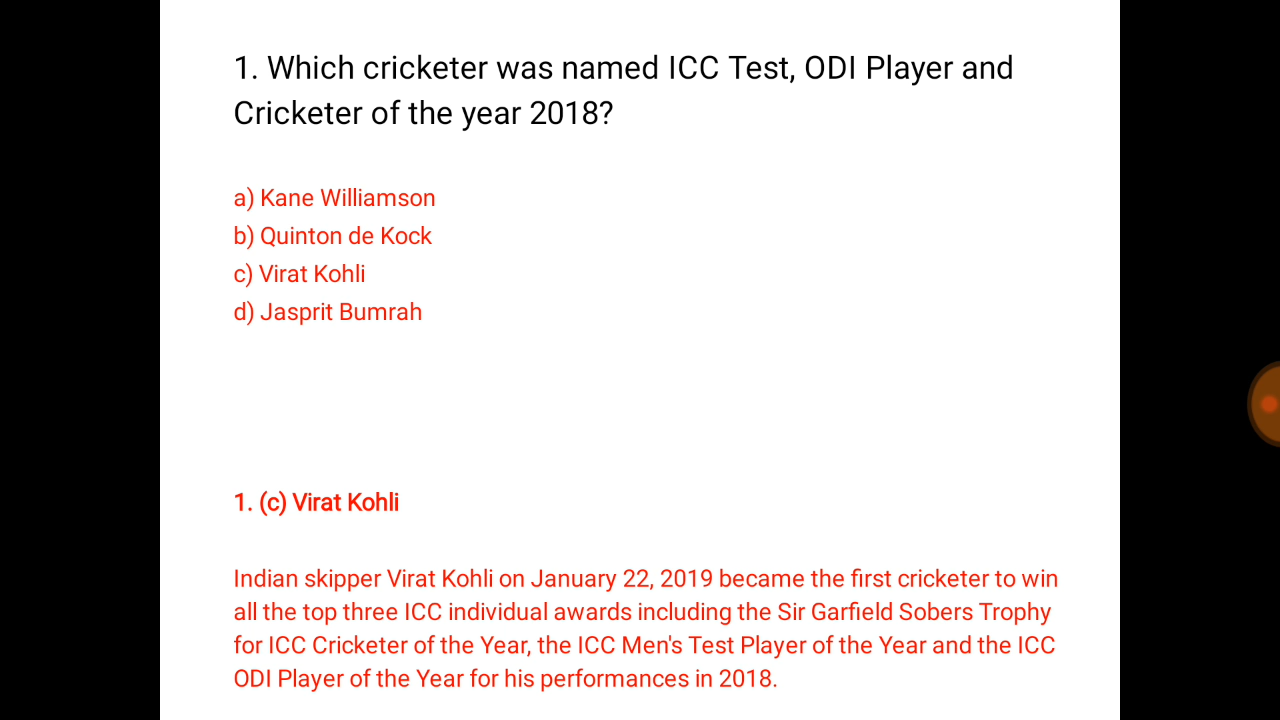 1. Which cricketer was named ICC Test, ODI Player and
Cricketer of the year 2018?
a) Kane Williamson
b) Quinton de Kock
c) Virat Kohli
d) Jasprit Bumrah
1. (c) Virat Kohli
Indian skipper Virat Kohli on January 22, 2019 became the first cricketer to win
all the top three ICC individual awards including the Sir Garfield Sobers Trophy
for ICC Cricketer of the Year, the ICC Men's Test Player of the Year and the ICC
ODI Player of the Year for his performances in 2018.